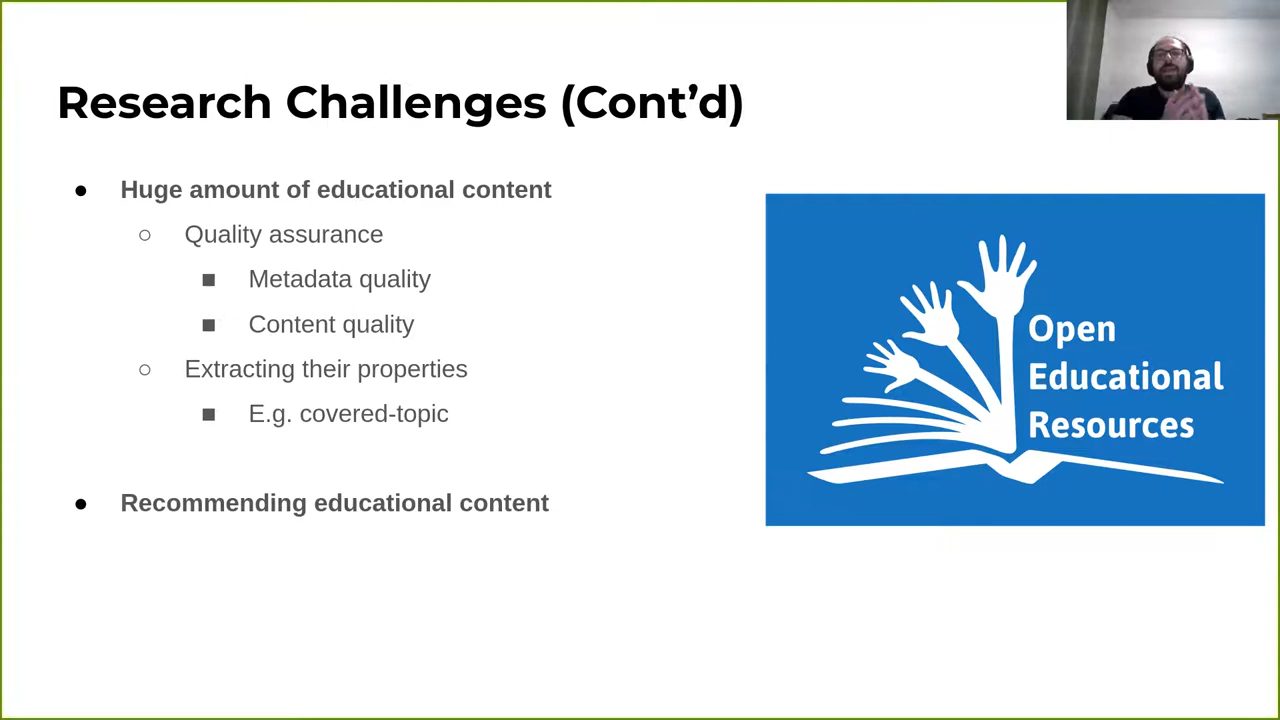 Research Challenges (Cont’d)
● Huge amount of educational content
○ Quality assurance
■ Metadada quality
■ Content quality
○ Extracting their properties
■ E.g. covered-topic
● Recommending educational content
Open
Educational
Resources